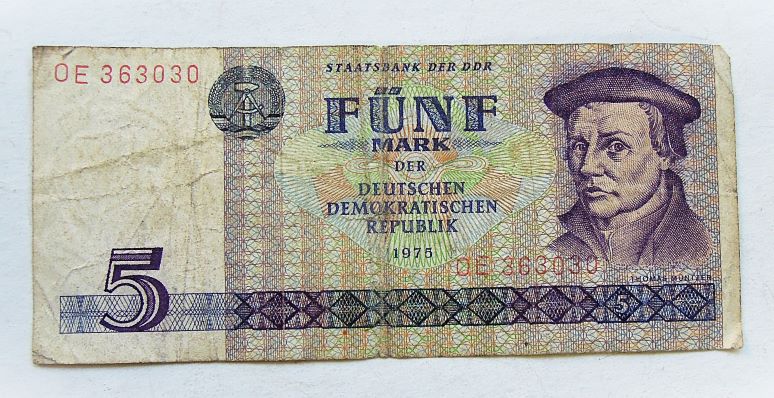 OE 363030
STAATSBANK DER DDR
FÜNF
MARK
DER
DEUTSCHEN
DEMOKRATISCHEN
REPUBLIK
1975
OE 363030
THOMAS MÜNTZER
5
5